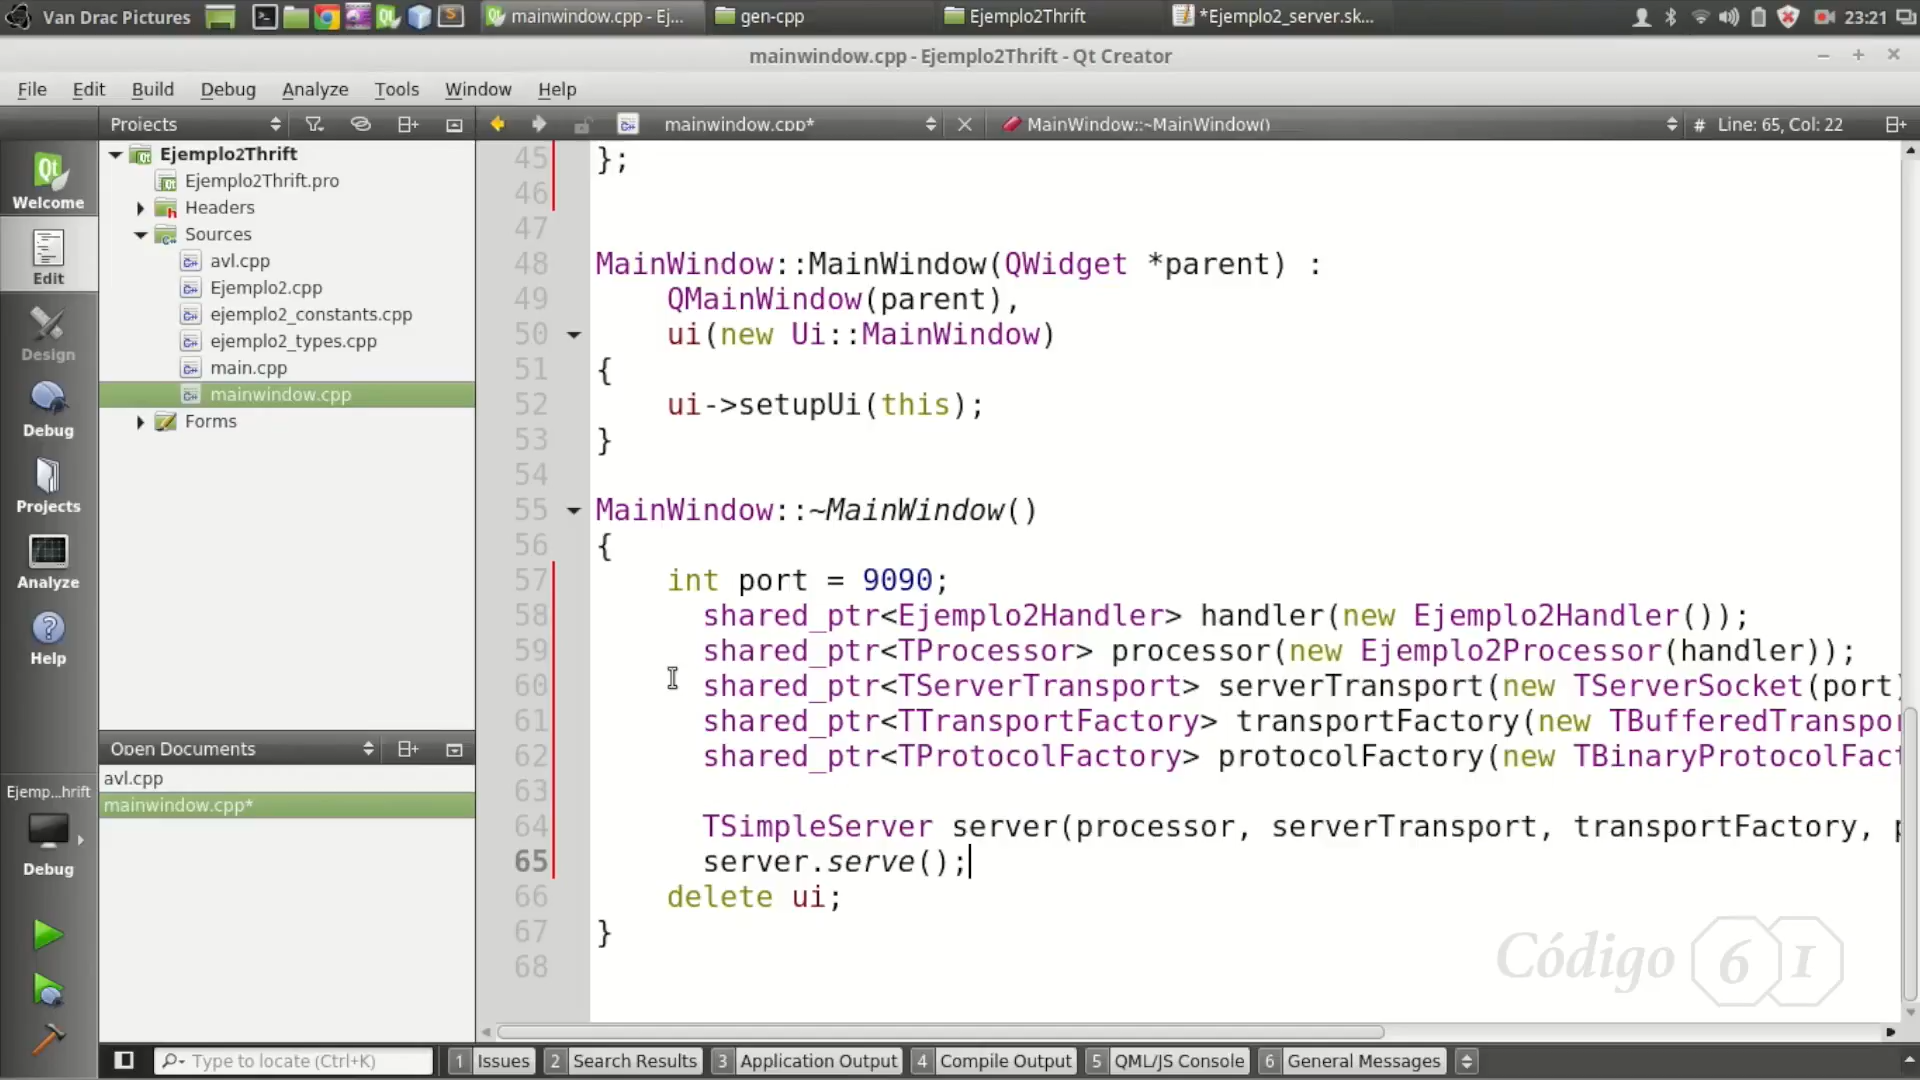 Van Drac Pictures
mainwindow.cpp - Ej...
gen-cpp
Ejemplo2Thrift
*Ejemplo2_server.sk...
23:21
mainwindow.cpp - Ejemplo2Thrift - Qt Creator
File Edit Build Debug Analyze Tools Window Help
Projects
mainwindow.cpp*
MainWindow::~MainWindow()
# Line: 65, Col: 22
Welcome
Edit
Design
Debug
Projects
Analyze
Help
Ejemp...hrift
Debug
Ejemplo2Thrift
Ejemplo2Thrift.pro
Headers
Sources
avl.cpp
Ejemplo2.cpp
ejemplo2_constants.cpp
ejemplo2_types.cpp
main.cpp
mainwindow.cpp
Forms
Open Documents
avl.cpp
mainwindow.cpp*
45 };
46
47
48 MainWindow::MainWindow(QWidget *parent) :
49 QMainWindow(parent),
50 ui(new Ui::MainWindow)
51 {
52 ui->setupUi(this);
53 }
54
55 MainWindow::~MainWindow()
56 {
57 int port = 9090;
58 shared_ptr<Ejemplo2Handler> handler(new Ejemplo2Handler());
59 shared_ptr<TProcessor> processor(new Ejemplo2Processor(handler));
60 shared_ptr<TServerTransport> serverTransport(new TServerSocket(port)
61 shared_ptr<TTransportFactory> transportFactory(new TBufferedTranspor
62 shared_ptr<TProtocolFactory> protocolFactory(new TBinaryProtocolFact
63
64 TSimpleServer server(processor, serverTransport, transportFactory, p
65 server.serve();
66 delete ui;
67 }
68
Código 61
Type to locate (Ctrl+K)
1 Issues
2 Search Results
3 Application Output
4 Compile Output
5 QML/JS Console
6 General Messages